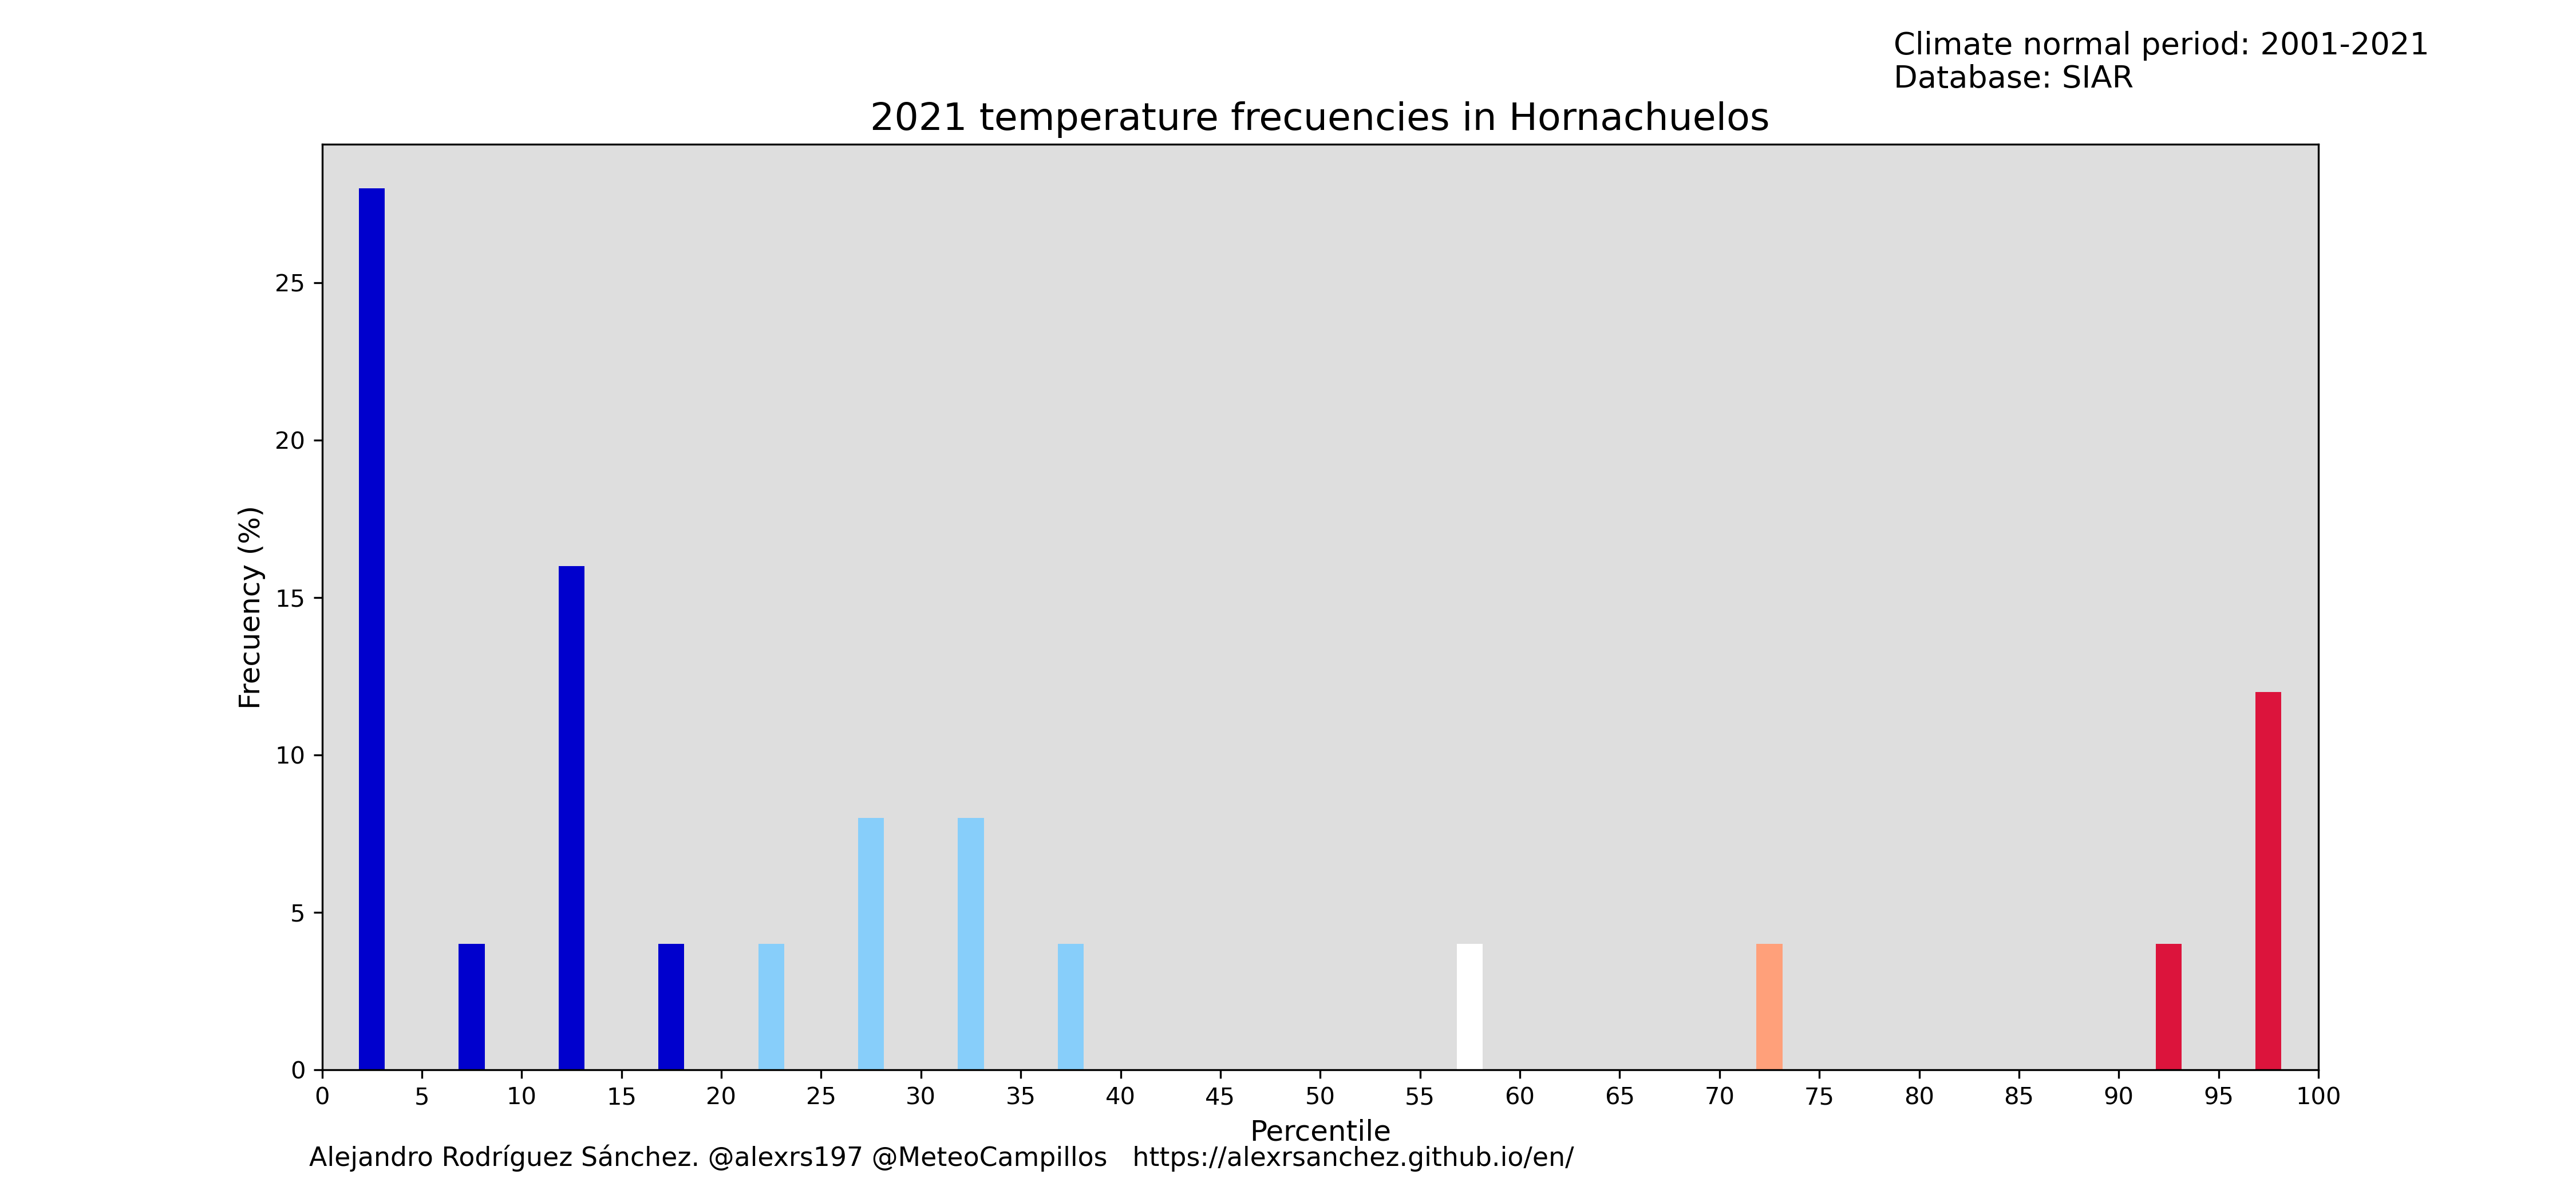 Climate normal period: 2001-2021
Database: SIAR
2021 temperature frecuencies in Hornachuelos
Frecuency (%)
25
20
15
10
5
0
0 5 10 15 20 25 30 35 40 45 50 55 60 65 70 75 80 85 90 95 100
Percentile
Alejandro Rodríguez Sánchez. @alexrs197 @MeteoCampillos https://alexrsanchez.github.io/en/